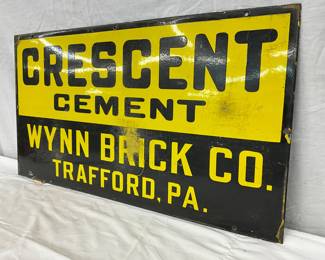 CRESCENT
CEMENT
WYNN BRICK CO.
TRAFFORD, PA.